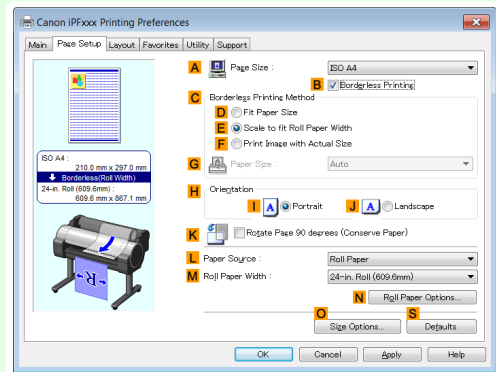 Canon iPFxxx Printing Preferences
Main Page Setup Layout Favorites Utility Support
A Page Size : ISO A4
B Borderless Printing
C Borderless Printing Method
D Fit Paper Size
E Scale to fit Roll Paper Width
F Print Image with Actual Size
G Paper Size : Auto
ISO A4 :
210.0 mm x 297.0 mm
Borderless(Roll Width)
24-in. Roll (609.6mm) :
609.6 mm x 867.1 mm
H Orientation
I A Portrait J A Landscape
K Rotate Page 90 degrees (Conserve Paper)
L Paper Source : Roll Paper
M Roll Paper Width : 24-in. Roll (609.6mm)
N Roll Paper Options...
O S
Size Options... Defaults
R
OK Cancel Apply Help